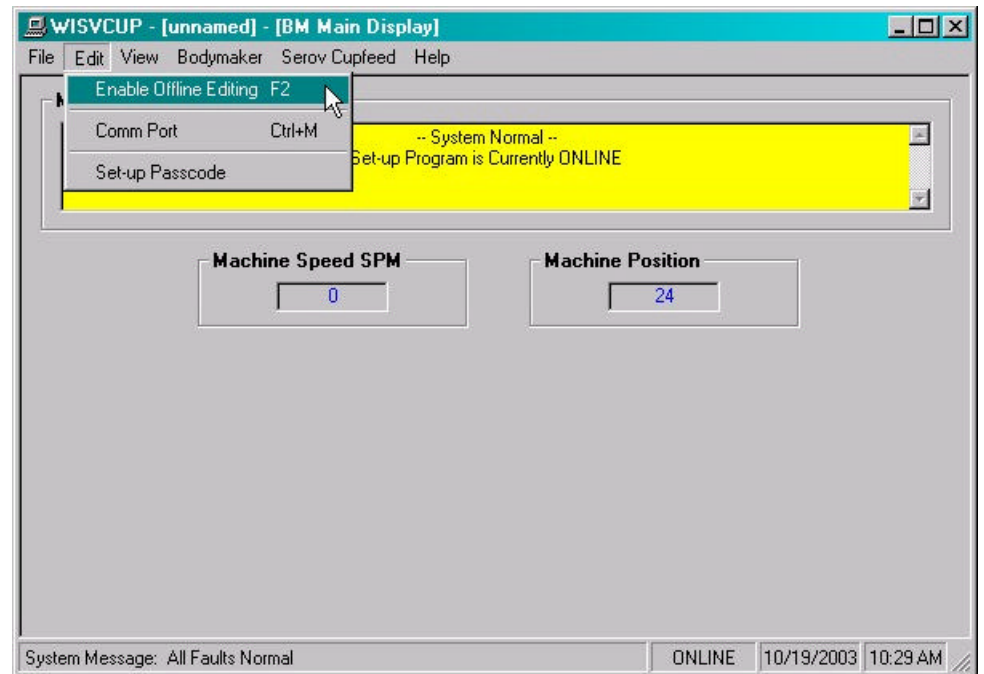 WISVCUP - [unnamed] - [BM Main Display]
File Edit View Bodymaker Serov Cupfeed Help
Enable Offline Editing F2
Comm Port Ctrl+M
Set-up Passcode
-- System Normal --
Set-up Program is Currently ONLINE
Machine Speed SPM
0
Machine Position
24
System Message: All Faults Normal
ONLINE
10/19/2003
10:29 AM